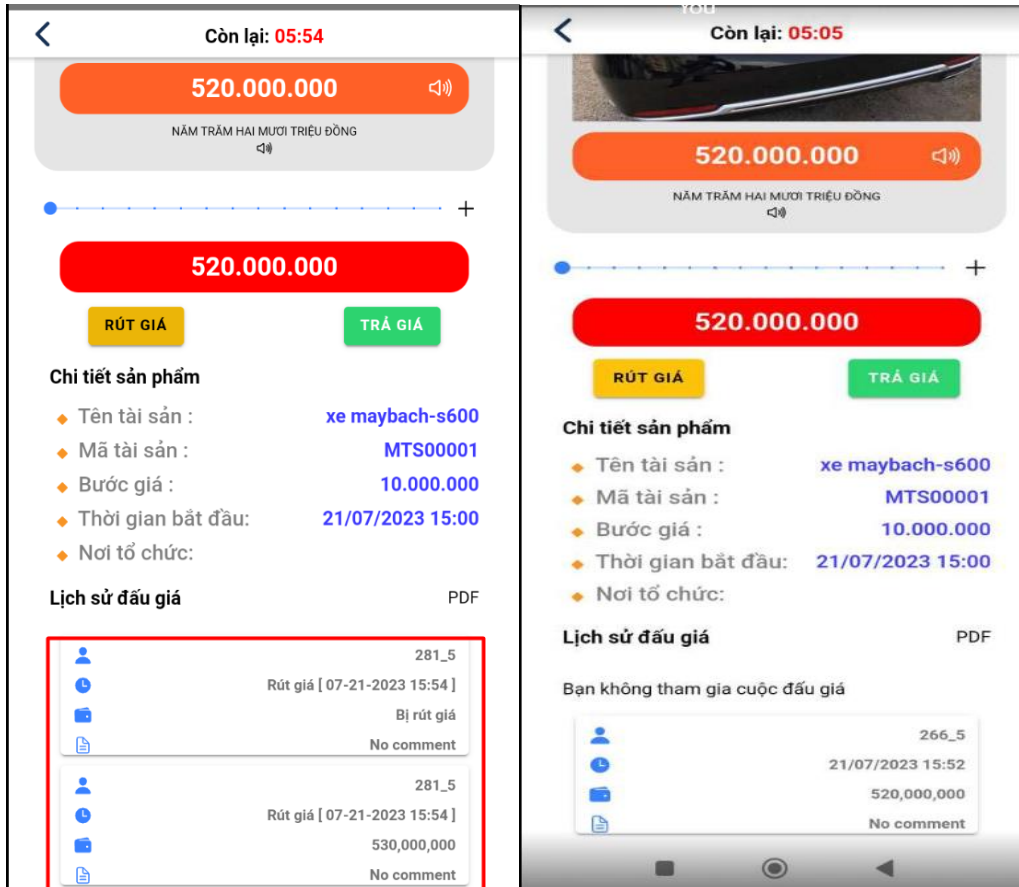 Còn lại: 05:54
520.000.000
NĂM TRĂM HAI MƯƠI TRIỆU ĐỒNG
+
520.000.000
RÚT GIÁ
TRẢ GIÁ
Chi tiết sản phẩm
Tên tài sản : xe maybach-s600
Mã tài sản : MTS00001
Bước giá : 10.000.000
Thời gian bắt đầu: 21/07/2023 15:00
Nơi tổ chức:
Lịch sử đấu giá PDF
281_5
Rút giá [ 07-21-2023 15:54 ]
Bị rút giá
No comment
281_5
Rút giá [ 07-21-2023 15:54 ]
530,000,000
No comment
You
Còn lại: 05:05
520.000.000
NĂM TRĂM HAI MƯƠI TRIỆU ĐỒNG
+
520.000.000
RÚT GIÁ
TRẢ GIÁ
Chi tiết sản phẩm
Tên tài sản : xe maybach-s600
Mã tài sản : MTS00001
Bước giá : 10.000.000
Thời gian bắt đầu: 21/07/2023 15:00
Nơi tổ chức:
Lịch sử đấu giá PDF
Bạn không tham gia cuộc đấu giá
266_5
21/07/2023 15:52
520,000,000
No comment